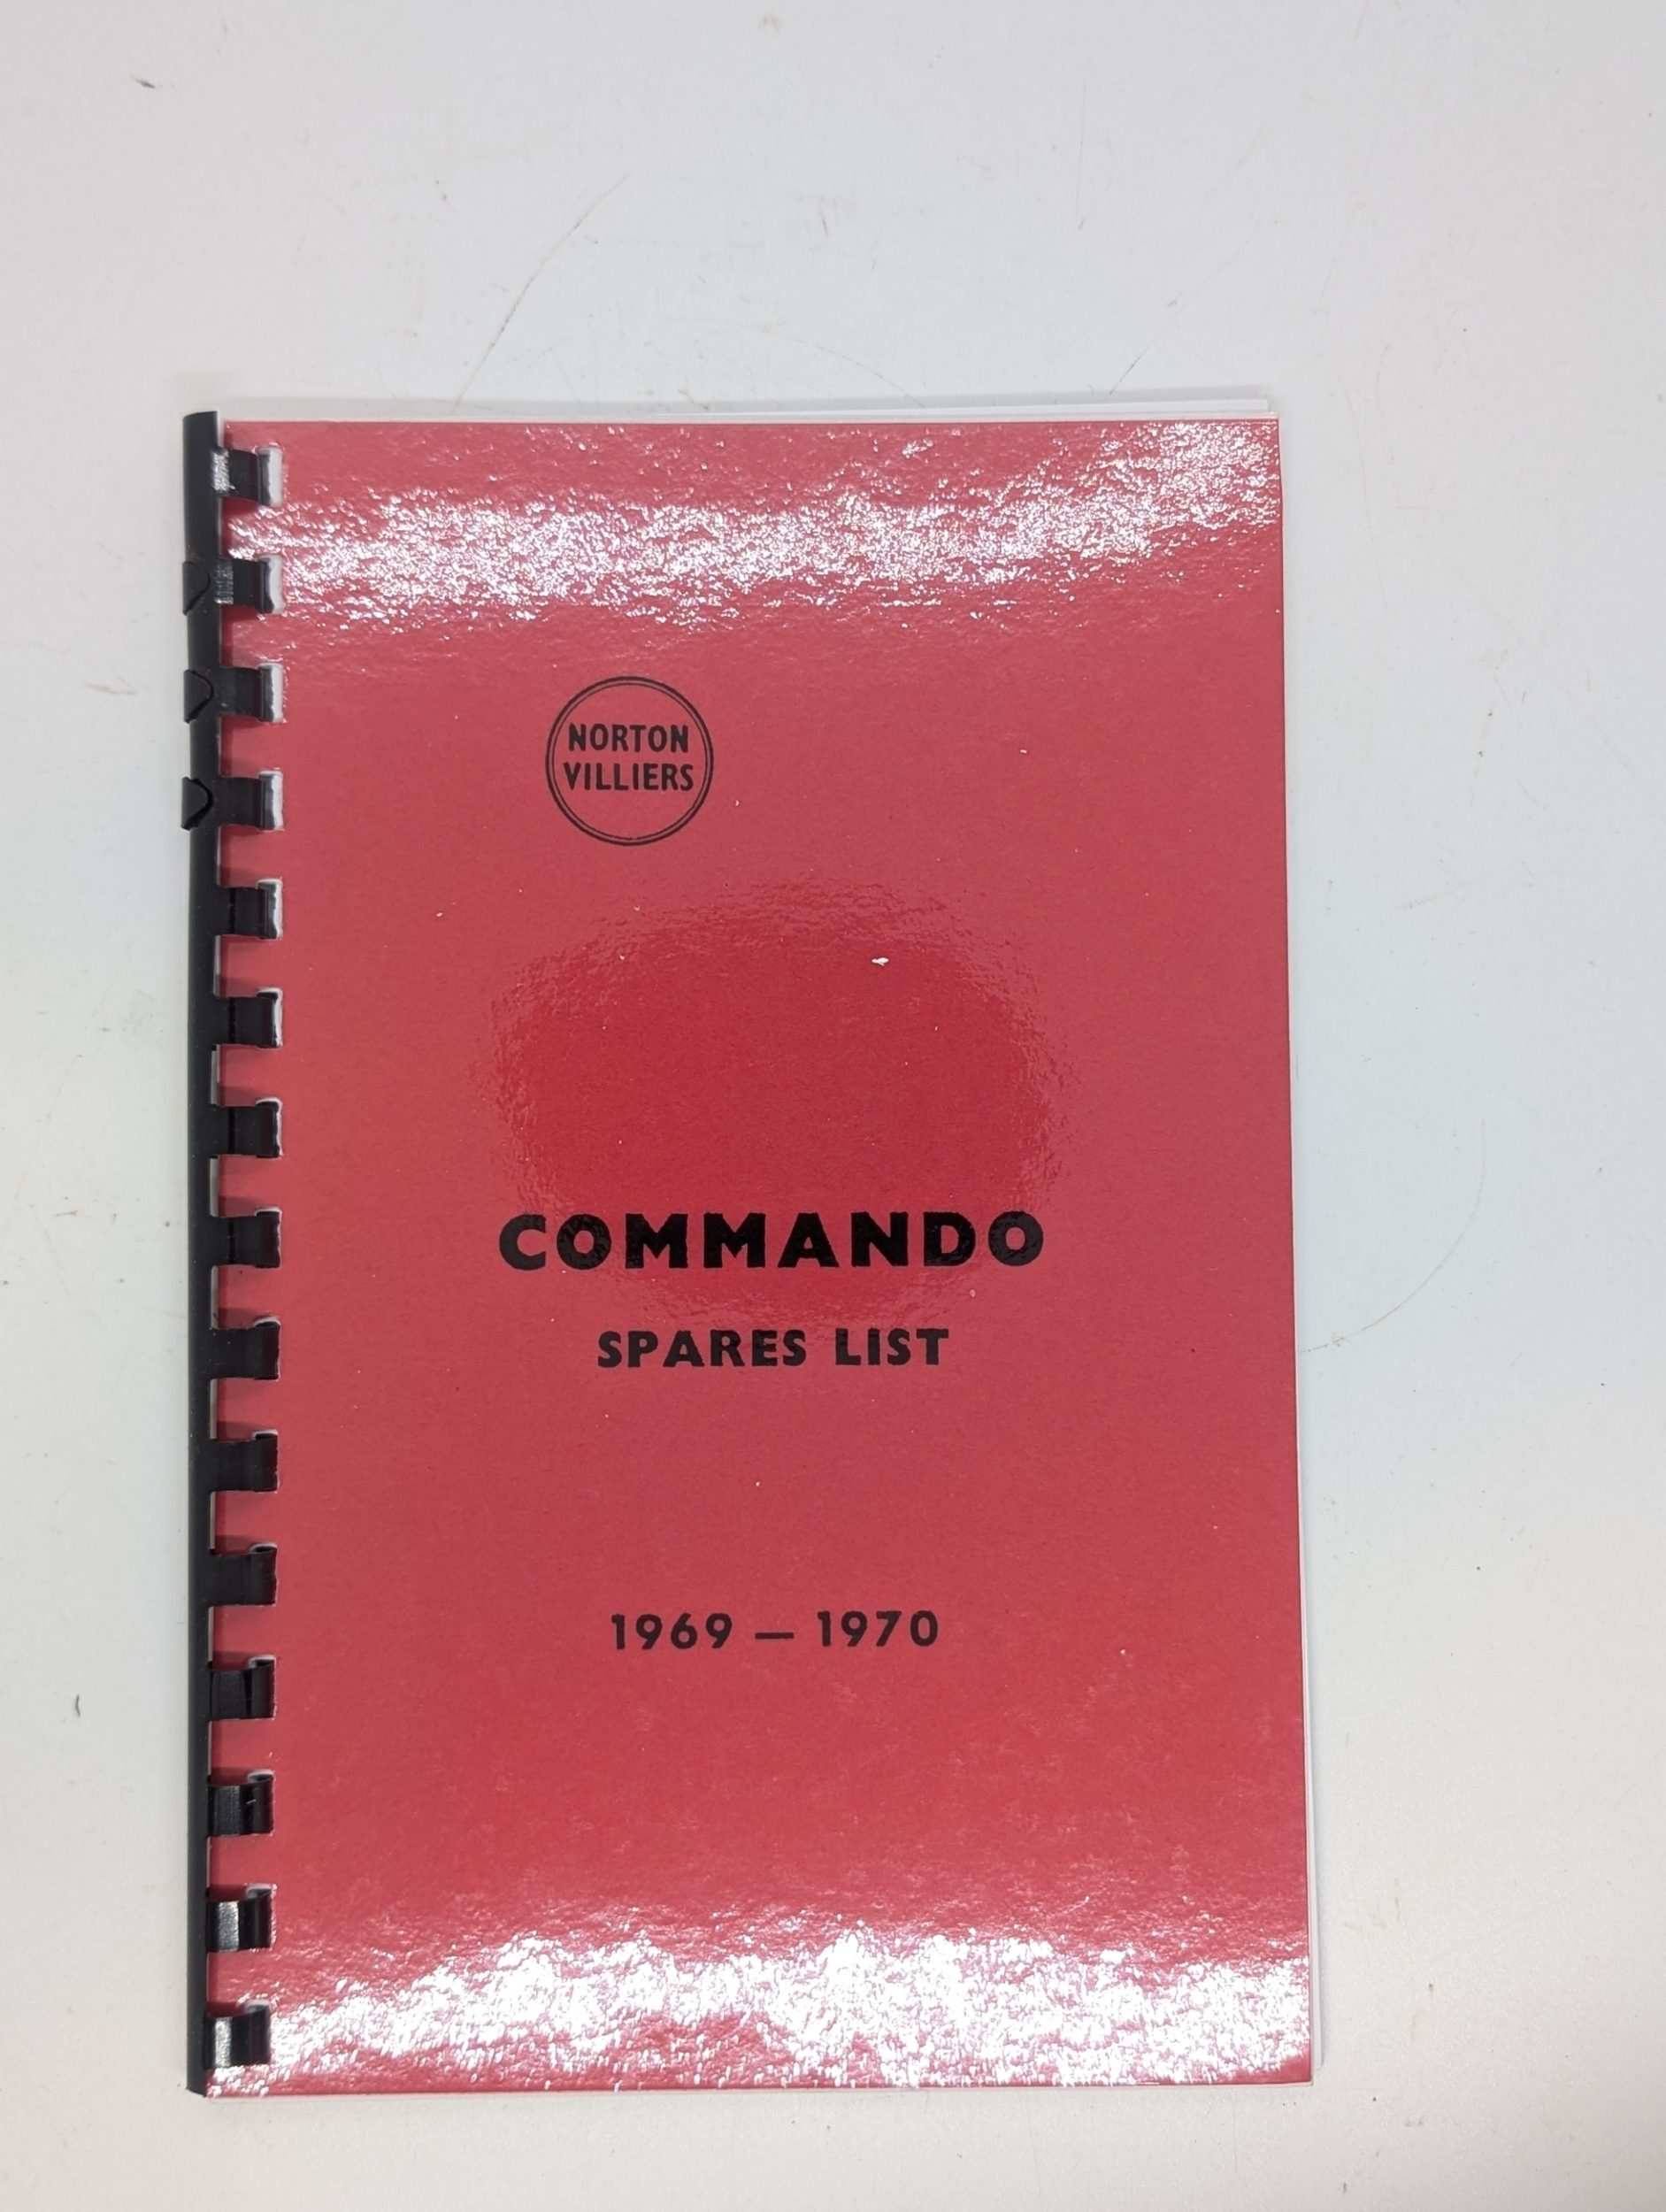 NORTON
VILLIERS
COMMANDO
SPARES LIST
1969 — 1970